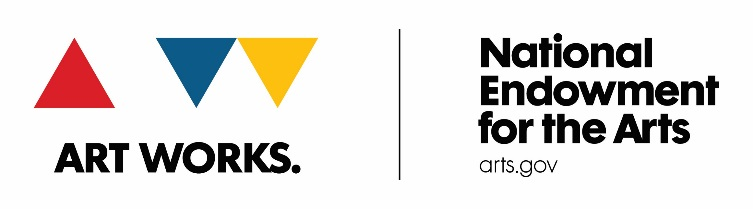 ART WORKS.
National
Endowment
for the Arts
arts.gov